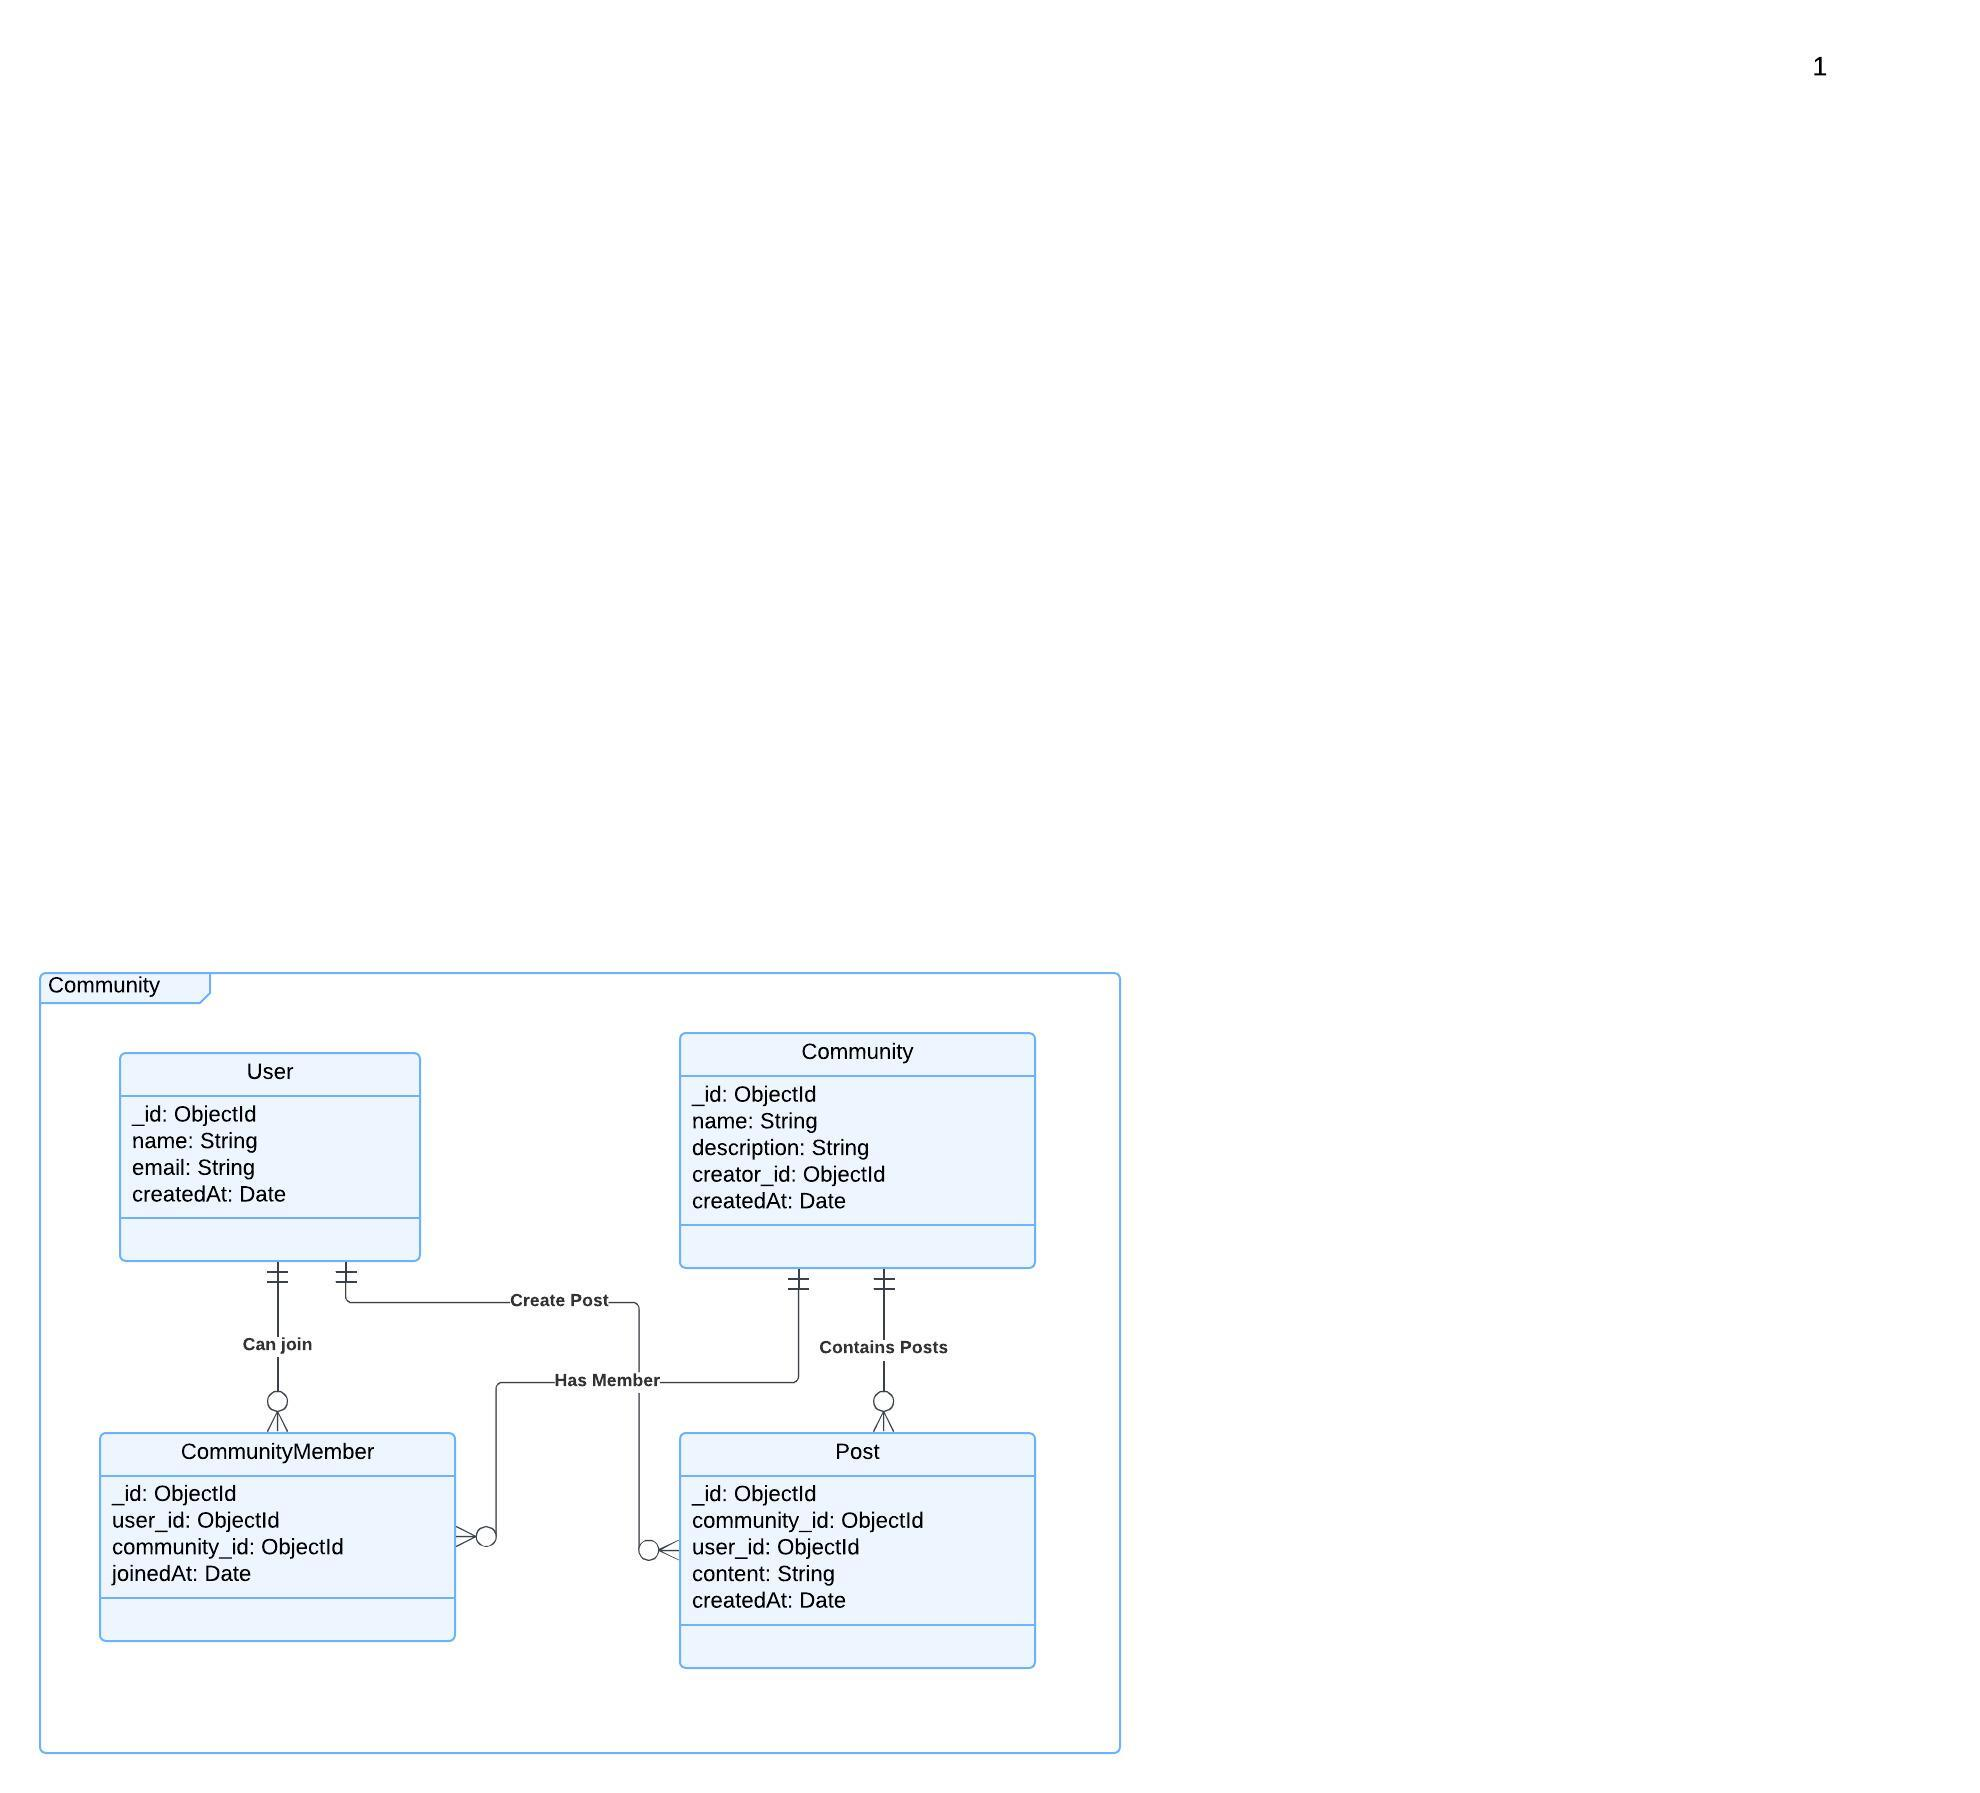 1
Community
User
_id: ObjectId
name: String
email: String
createdAt: Date
Community
_id: ObjectId
name: String
description: String
creator_id: ObjectId
createdAt: Date
Create Post
Can join
Contains Posts
Has Member
CommunityMember
_id: ObjectId
user_id: ObjectId
community_id: ObjectId
joinedAt: Date
Post
_id: ObjectId
community_id: ObjectId
user_id: ObjectId
content: String
createdAt: Date